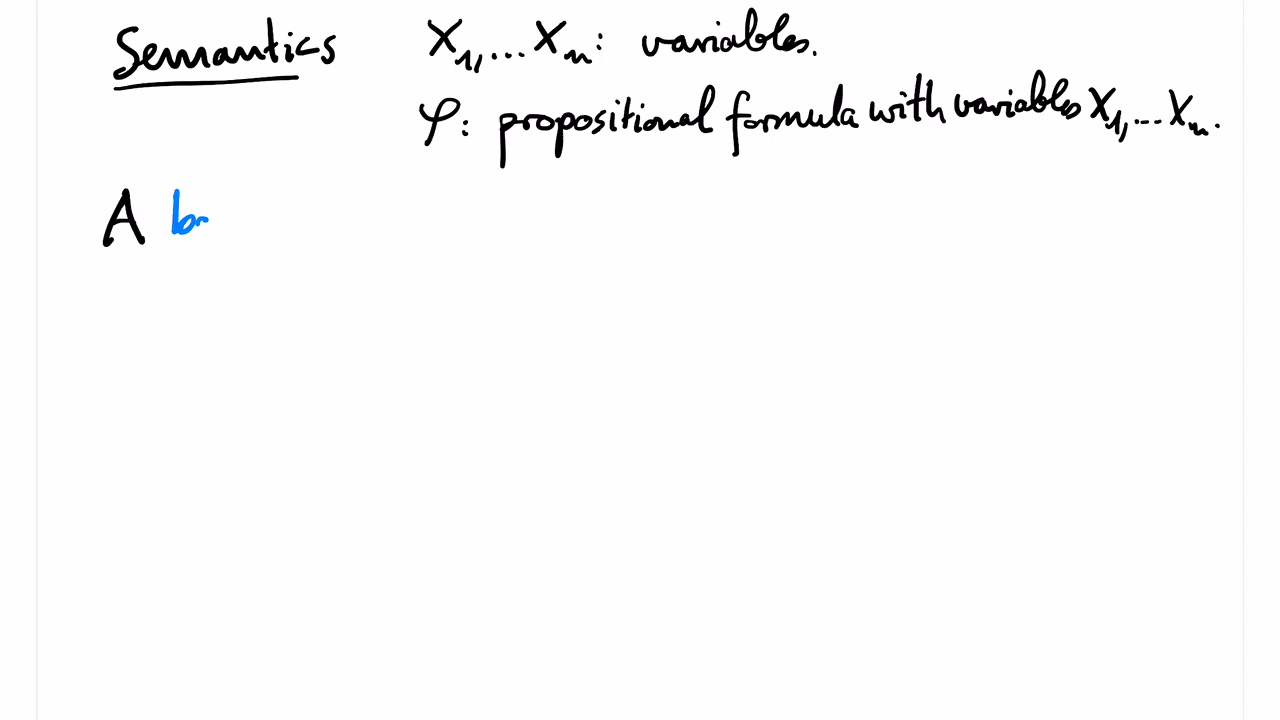 Semantics X₁,...Xₙ: variables.
φ: propositional formula with variables X₁,...Xₙ.
A